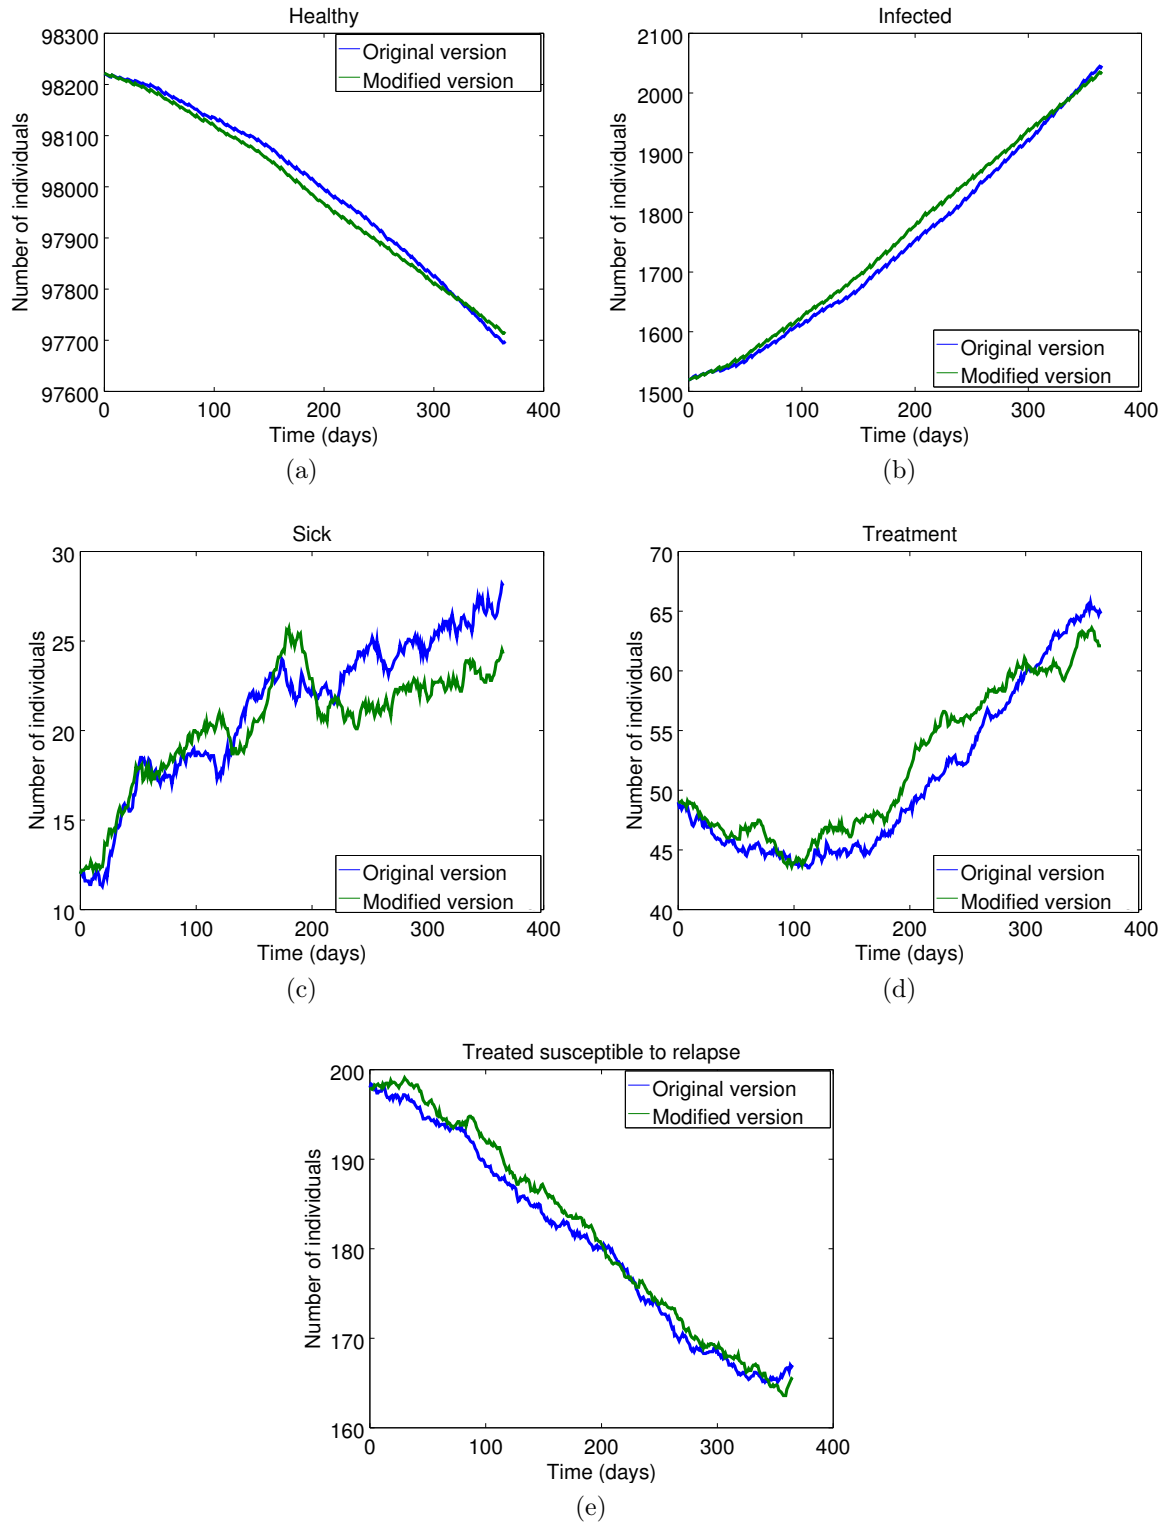 Healthy
98300
98200
98100
98000
97900
97800
97700
97600
0 100 200 300 400
Number of individuals
Time (days)
Original version
Modified version
(a)
Infected
2100
2000
1900
1800
1700
1600
1500
0 100 200 300 400
Number of individuals
Time (days)
Original version
Modified version
(b)
Sick
30
25
20
15
10
0 100 200 300 400
Number of individuals
Time (days)
Original version
Modified version
(c)
Treatment
70
65
60
55
50
45
40
0 100 200 300 400
Number of individuals
Time (days)
Original version
Modified version
(d)
Treated susceptible to relapse
200
190
180
170
160
0 100 200 300 400
Number of individuals
Time (days)
Original version
Modified version
(e)